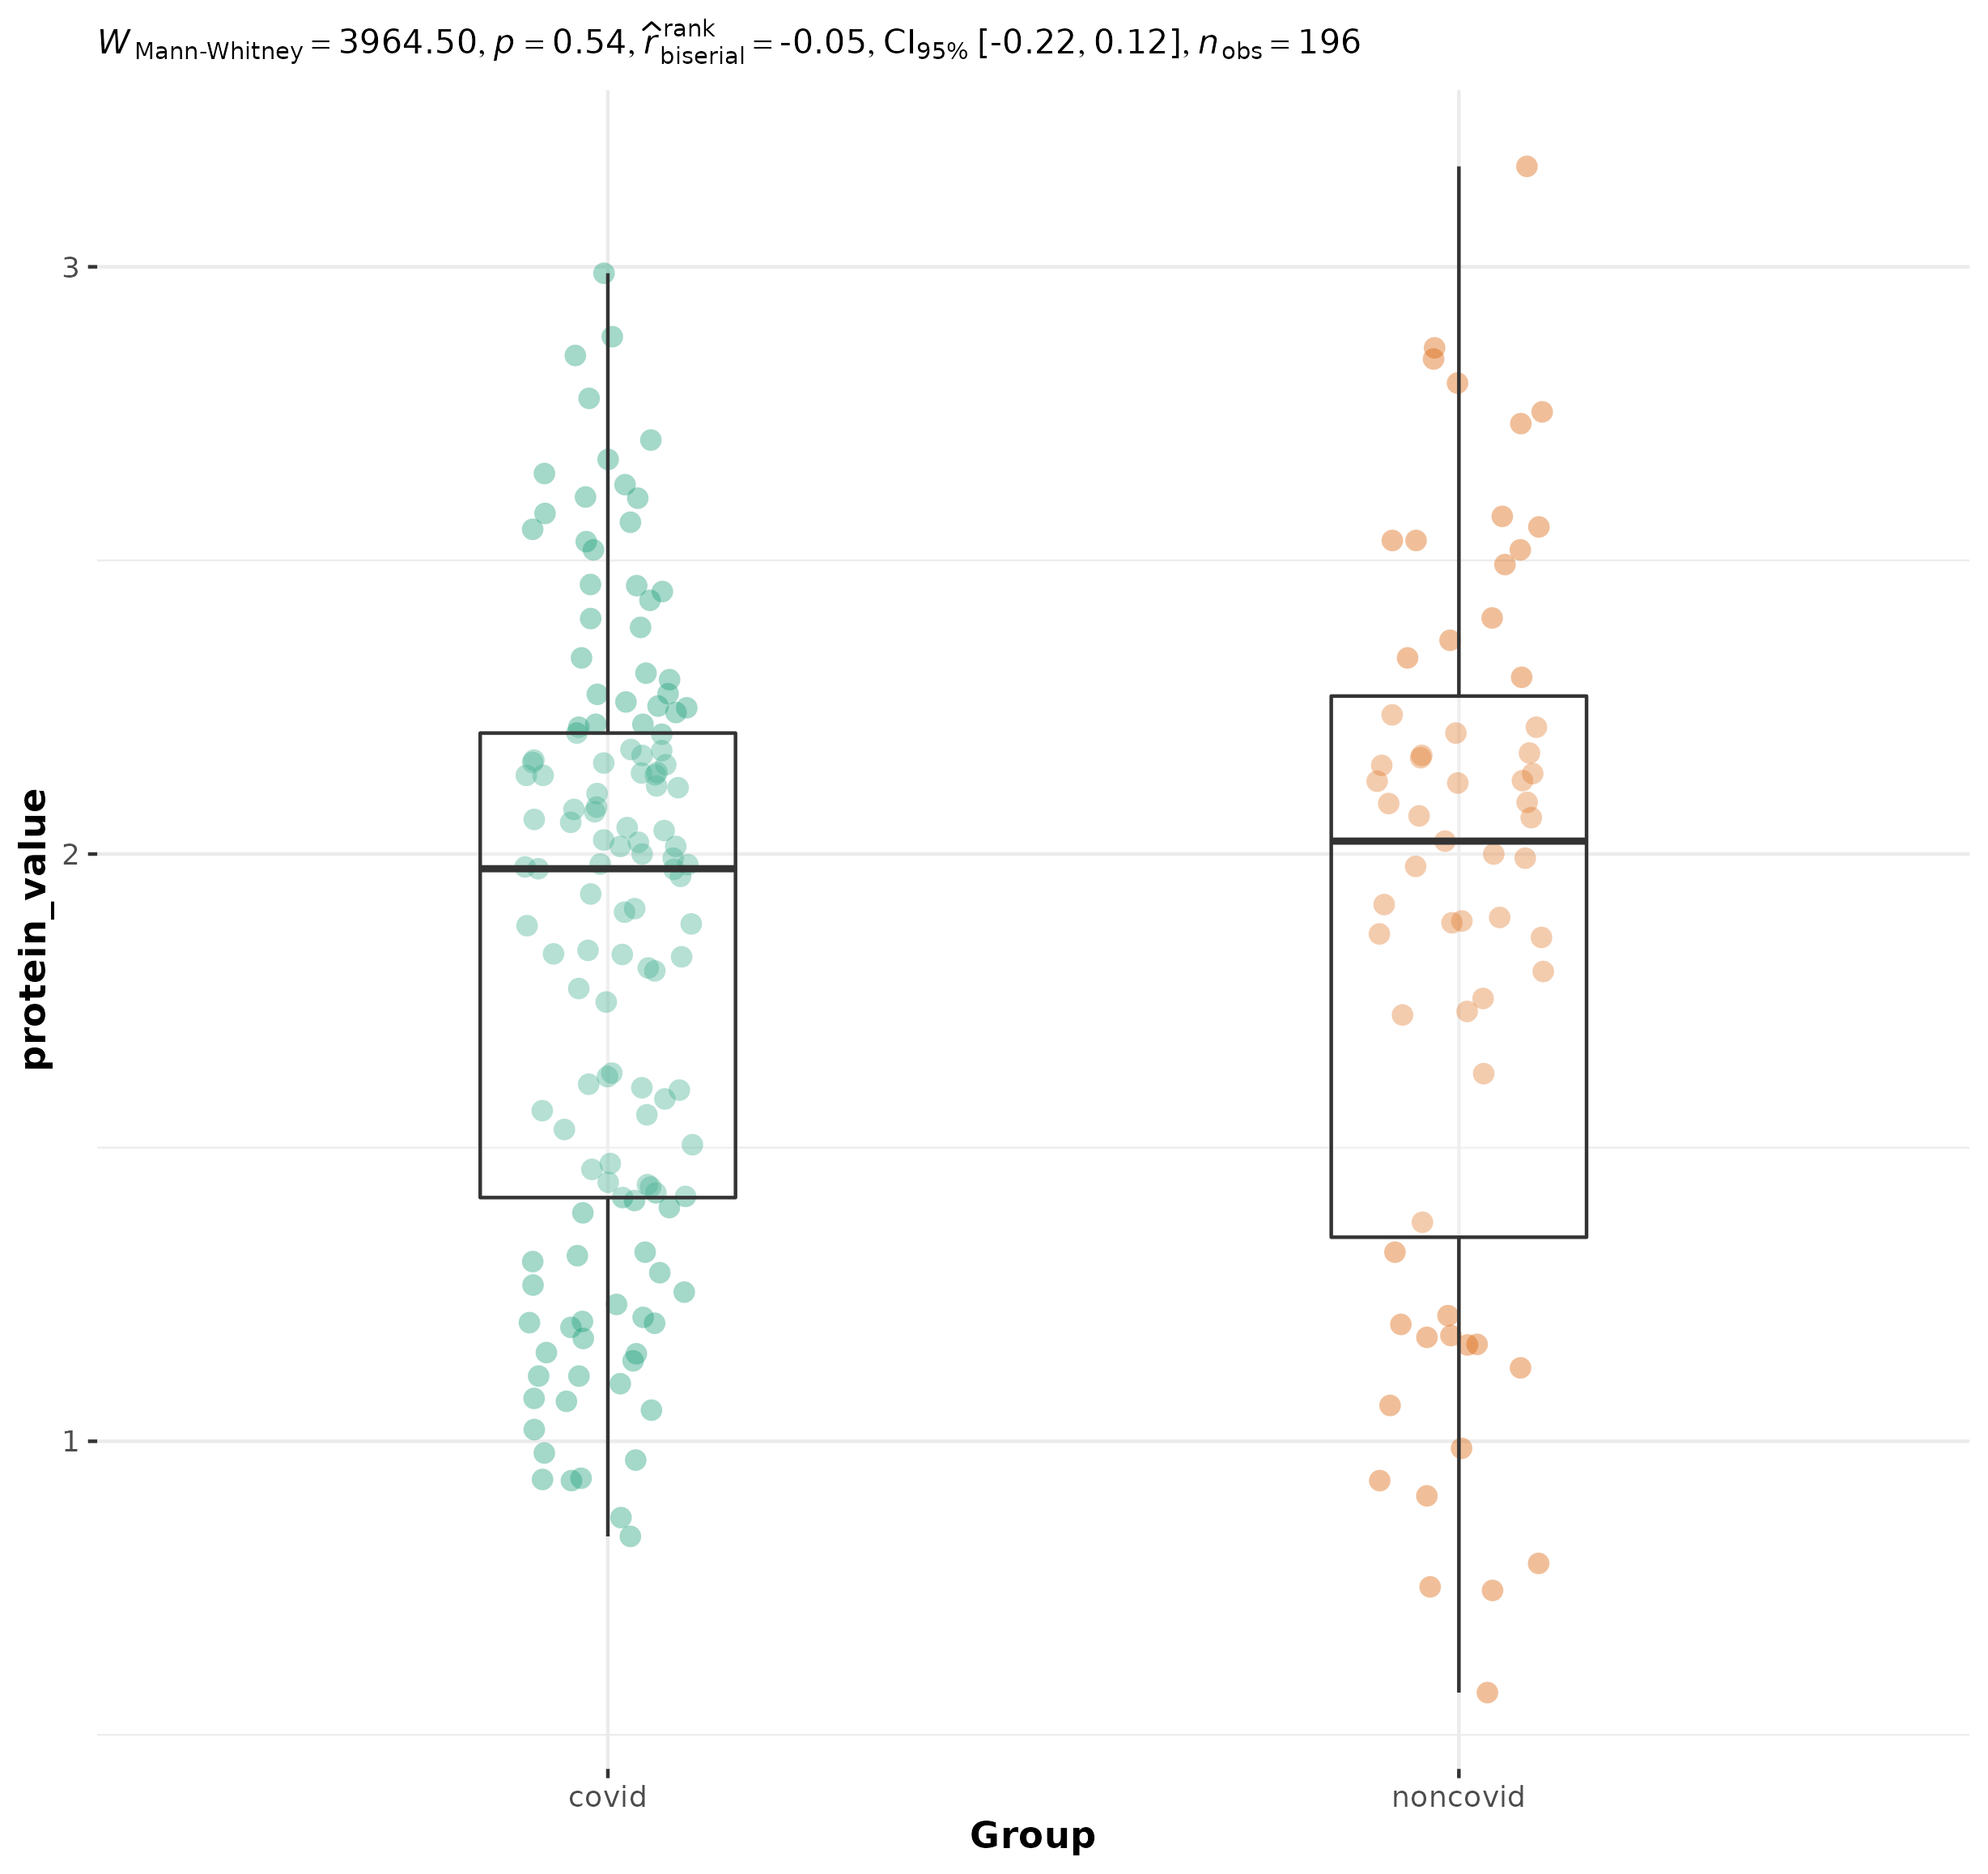 W Mann-Whitney = 3964.50, p = 0.54, r̂ rank biserial = -0.05, CI95% [-0.22, 0.12], nobs = 196
protein_value
3
2
1
covid
noncovid
Group